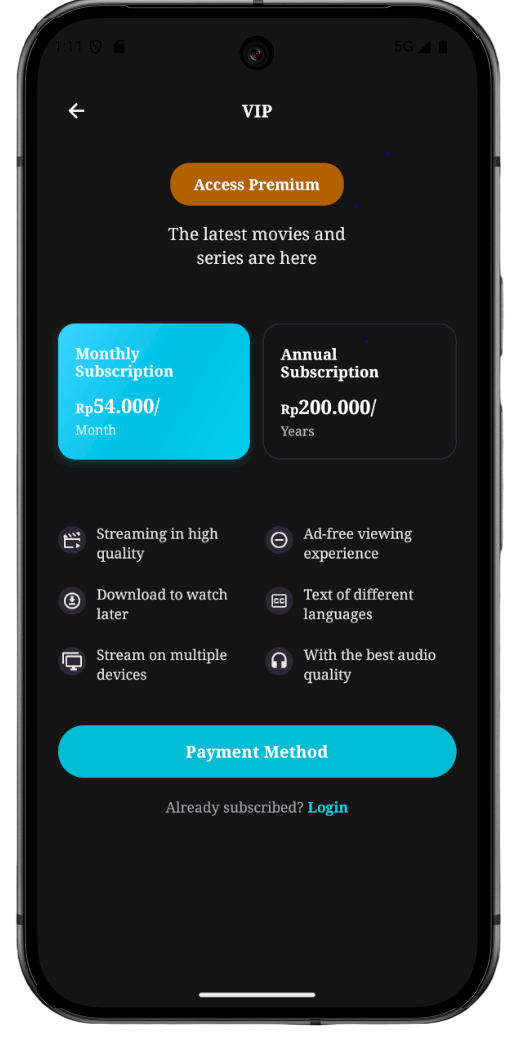 1:11
5G
VIP
Access Premium
The latest movies and
series are here
Monthly
Subscription
Rp54.000/
Month
Annual
Subscription
Rp200.000/
Years
Streaming in high
quality
Ad-free viewing
experience
Download to watch
later
CC
Text of different
languages
Stream on multiple
devices
With the best audio
quality
Payment Method
Already subscribed? Login